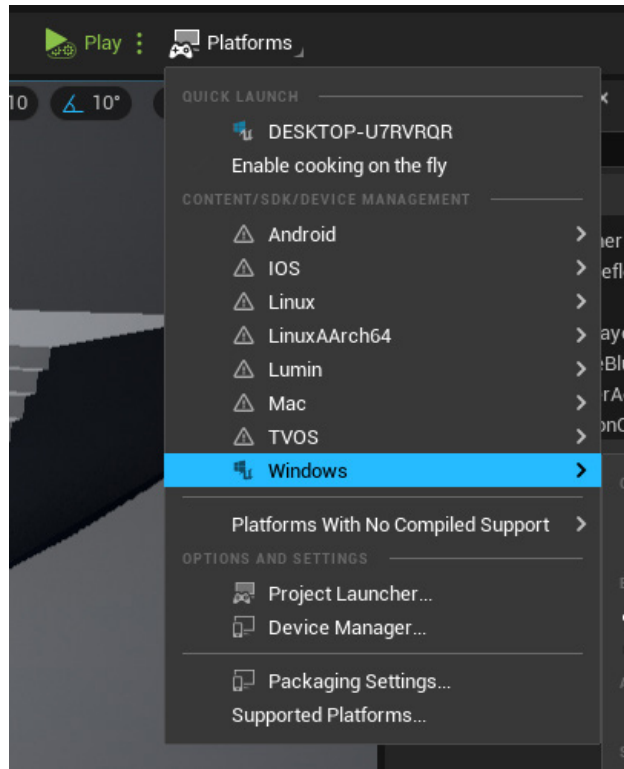 Play
Platforms
10
10°
QUICK LAUNCH
DESKTOP-U7RVRQR
Enable cooking on the fly
CONTENT/SDK/DEVICE MANAGEMENT
Android
IOS
Linux
LinuxAArch64
Lumin
Mac
TVOS
Windows
Platforms With No Compiled Support
OPTIONS AND SETTINGS
Project Launcher...
Device Manager...
Packaging Settings...
Supported Platforms...